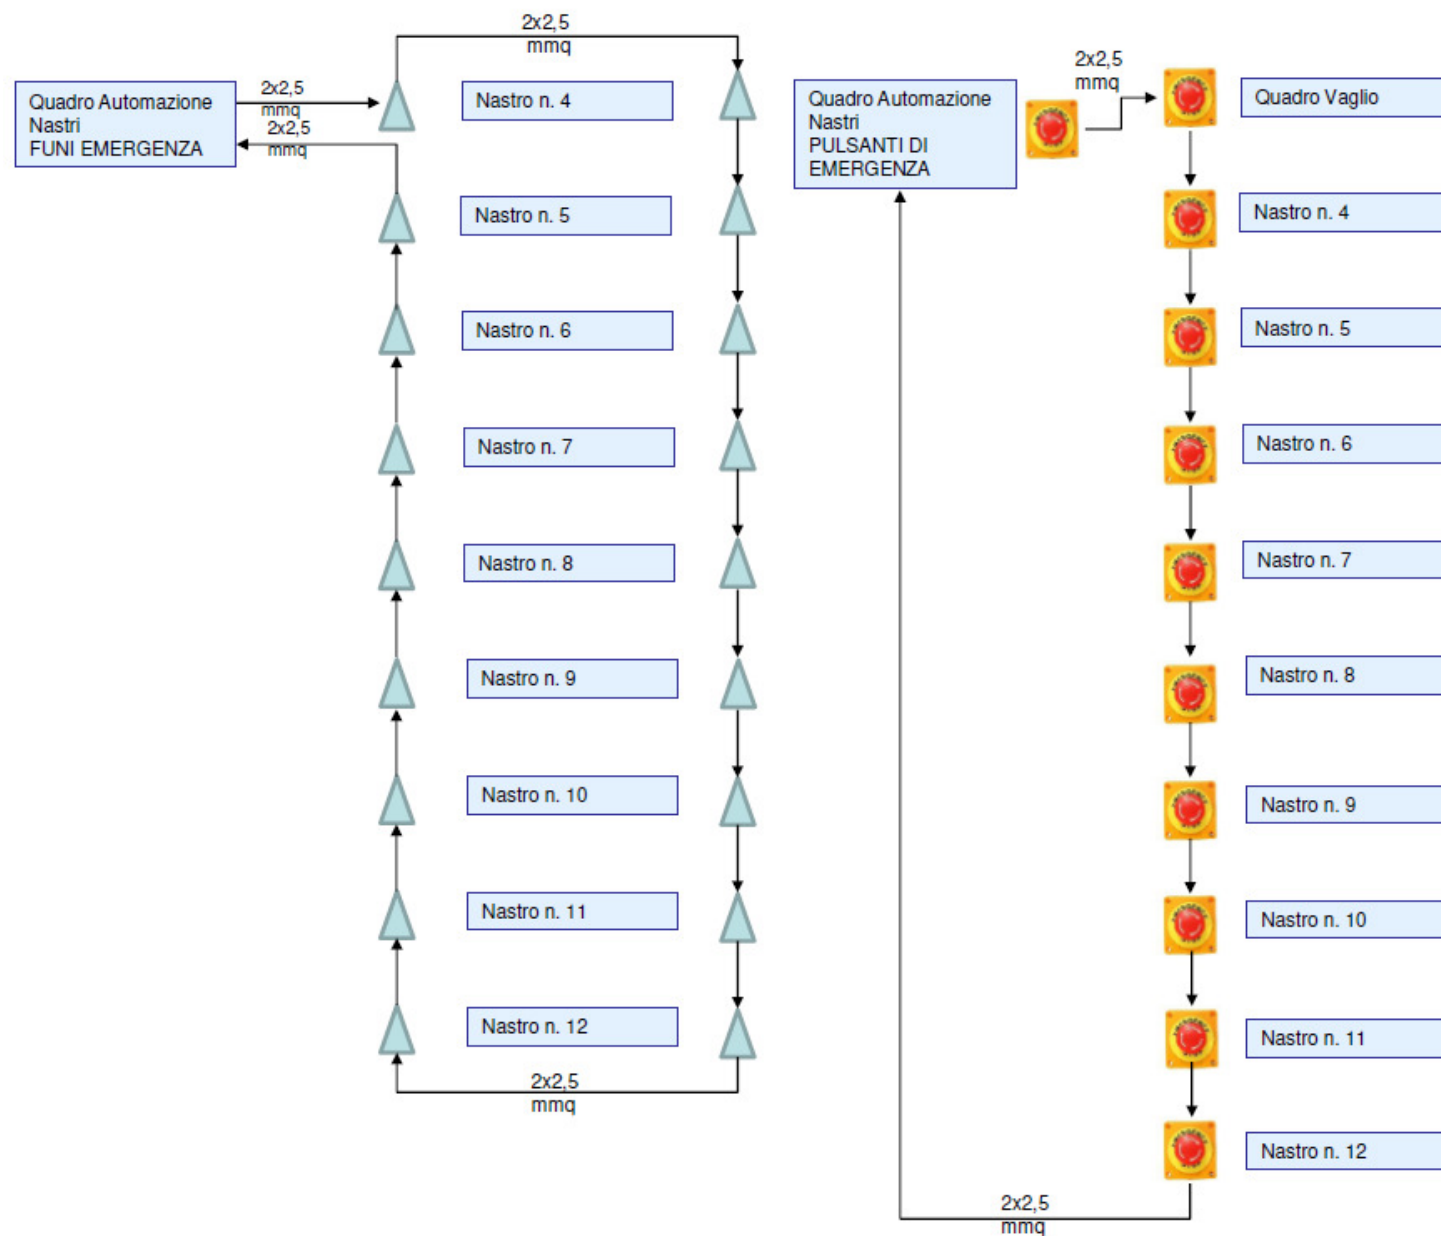 2x2,5
mmq
Quadro Automazione
Nastri
FUNI EMERGENZA
2x2,5
mmq
2x2,5
mmq
Nastro n. 4
Nastro n. 5
Nastro n. 6
Nastro n. 7
Nastro n. 8
Nastro n. 9
Nastro n. 10
Nastro n. 11
Nastro n. 12
2x2,5
mmq
Quadro Automazione
Nastri
PULSANTI DI
EMERGENZA
2x2,5
mmq
Quadro Vaglio
Nastro n. 4
Nastro n. 5
Nastro n. 6
Nastro n. 7
Nastro n. 8
Nastro n. 9
Nastro n. 10
Nastro n. 11
Nastro n. 12
2x2,5
mmq